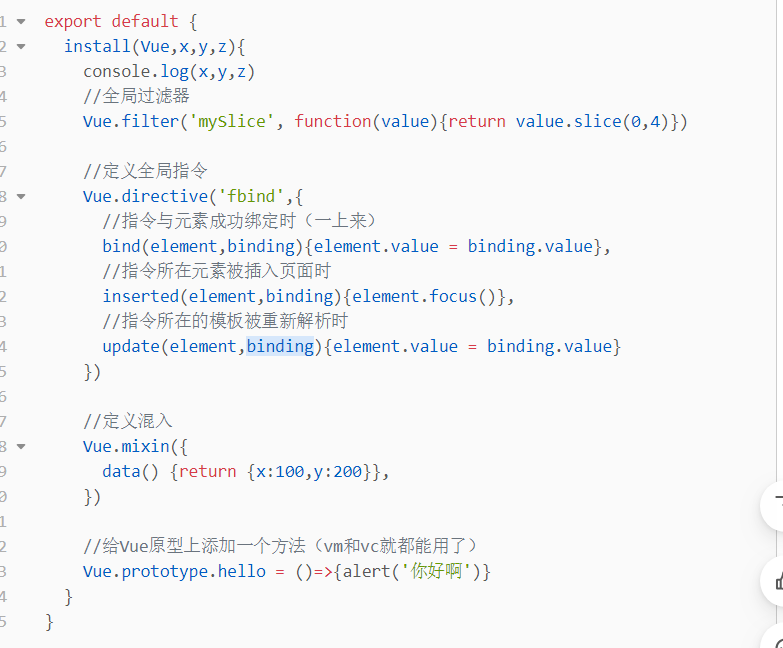 1 export default {
2 install(Vue,x,y,z){
3 console.log(x,y,z)
4 //全局过滤器
5 Vue.filter('mySlice', function(value){return value.slice(0,4)})
6
7 //定义全局指令
8 Vue.directive('fbind',{
9 //指令与元素成功绑定时（一上来）
0 bind(element,binding){element.value = binding.value},
1 //指令所在元素被插入页面时
2 inserted(element,binding){element.focus()},
3 //指令所在的模板被重新解析时
4 update(element,binding){element.value = binding.value}
5 })
6
7 //定义混入
8 Vue.mixin({
9 data() {return {x:100,y:200}},
0 })
1
2 //给Vue原型上添加一个方法（vm和vc就都能用了）
3 Vue.prototype.hello = ()=>{alert('你好啊')}
4 }
5 }